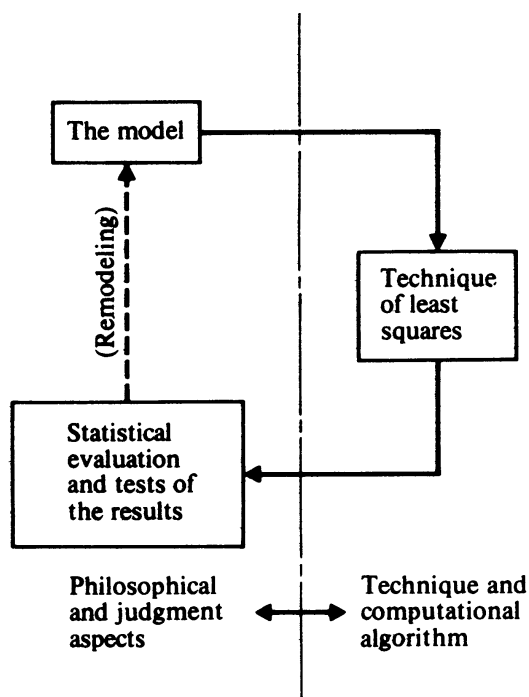 The model
(Remodeling)
Technique
of least
squares
Statistical
evaluation
and tests of
the results
Philosophical
and judgment
aspects
Technique and
computational
algorithm